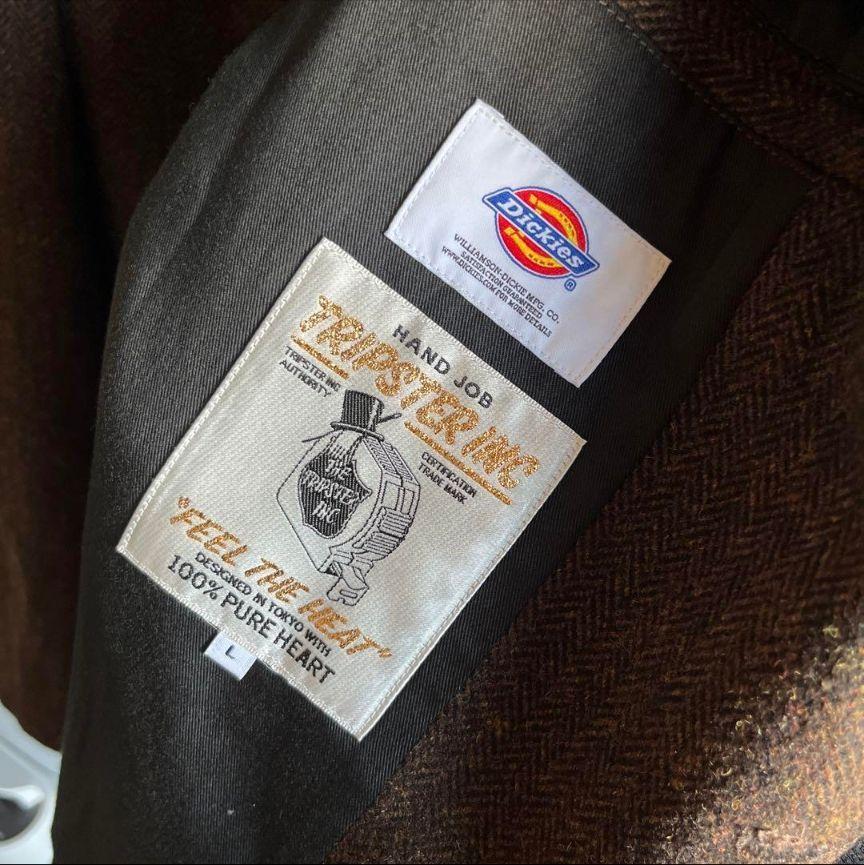 Dickies
®
WILLIAMSON-DICKIE MFG. CO.
SATISFACTION GUARANTEED
WWW.DICKIES.COM FOR MORE DETAILS
HAND JOB
TRIPSTER INC
TRIPSTER INC
AUTHORITY
CERTIFICATION
TRADE MARK
THE
TRIPSTER
INC
"FEEL THE HEAT"
DESIGNED IN TOKYO WITH
100% PURE HEART
L